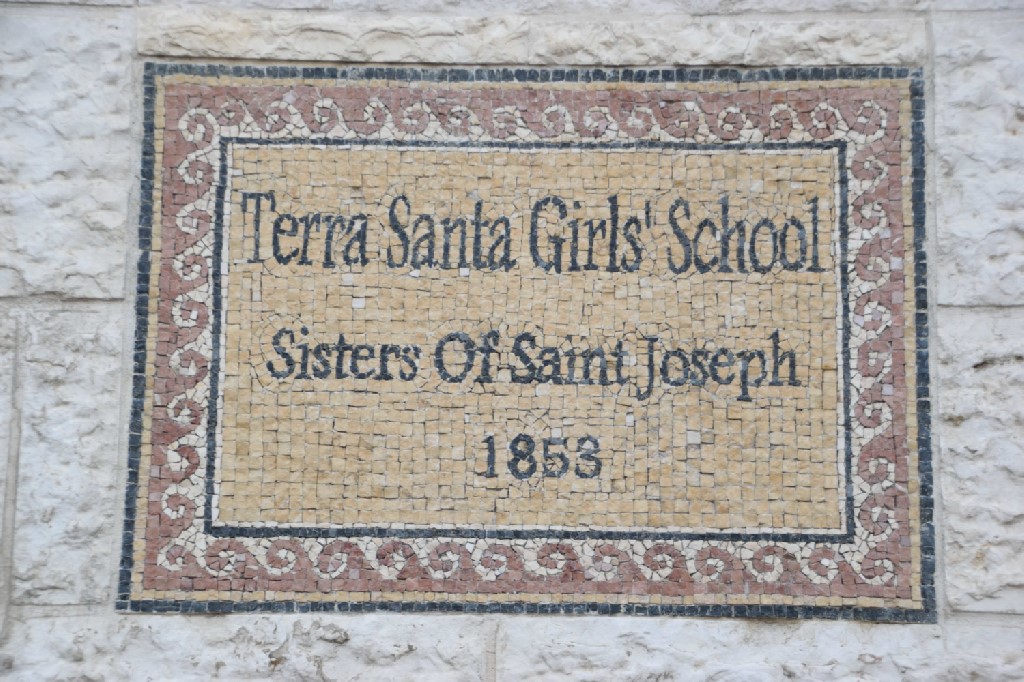 Terra Santa Girls' School
Sisters Of Saint Joseph
1853